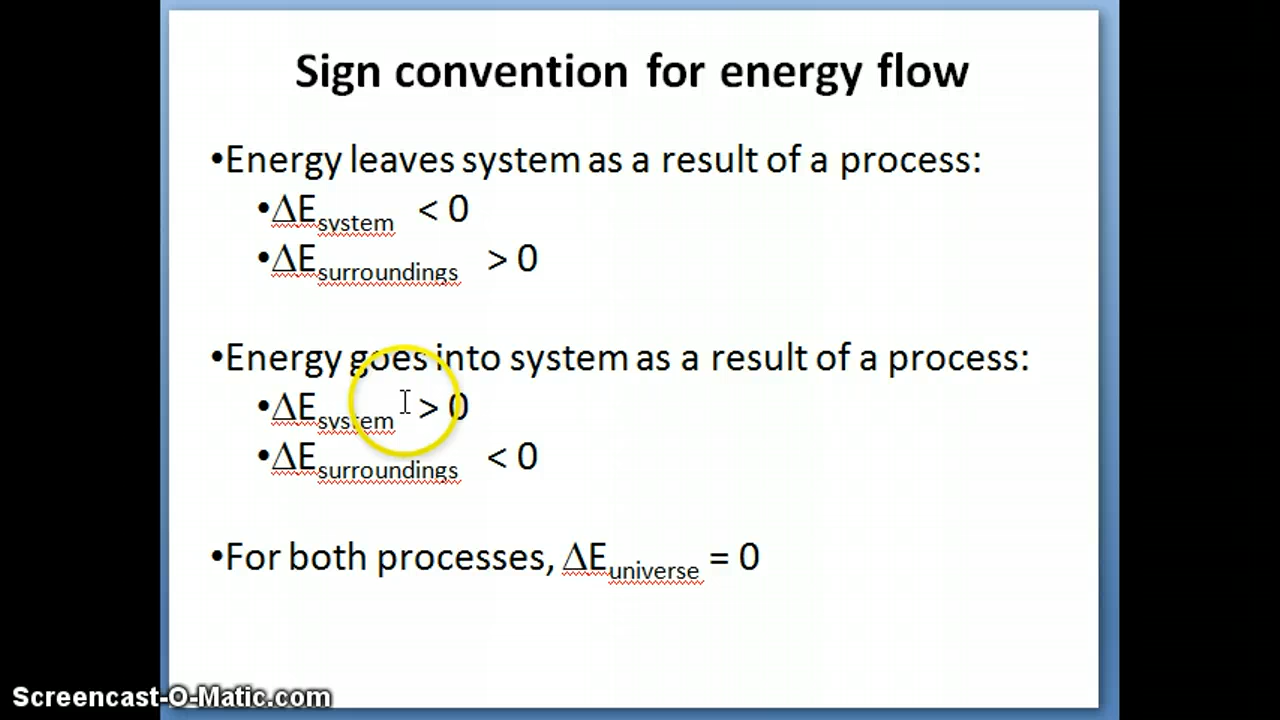 Sign convention for energy flow
•Energy leaves system as a result of a process:
•ΔEsystem < 0
•ΔEsurroundings > 0
•Energy goes into system as a result of a process:
•ΔEsystem > 0
•ΔEsurroundings < 0
•For both processes, ΔEuniverse = 0
Screencast-O-Matic.com